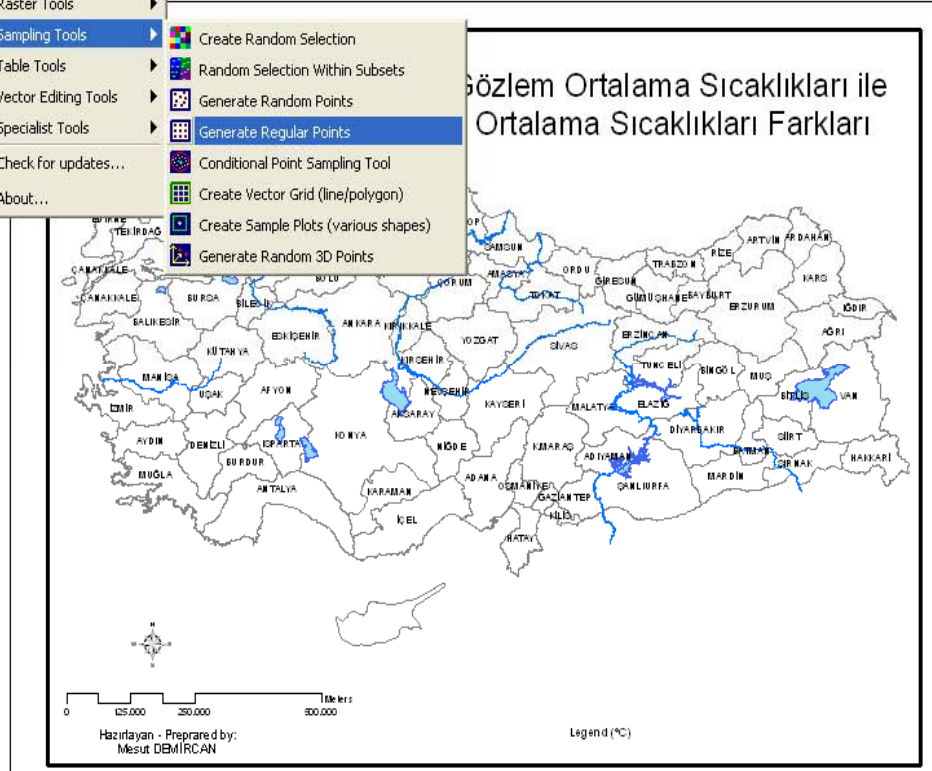 Raster Tools
Sampling Tools
Table Tools
Vector Editing Tools
Specialist Tools
Check for updates...
About...
Create Random Selection
Random Selection Within Subsets
Generate Random Points
Generate Regular Points
Conditional Point Sampling Tool
Create Vector Grid (line/polygon)
Create Sample Plots (various shapes)
Generate Random 3D Points
Gözlem Ortalama Sıcaklıkları ile
Ortalama Sıcaklıkları Farkları
TEKİRDAĞ
SAMSUN
ARTVİN ARDAHAN
RİZE
TRABZON
ORDU
GİRESUN
ÇANAKKALE
AMASYA
TOKAT
ÇORUM
BOLU
KARS
ÇANAKKALE
BURSA
BİLECİK
GÜMÜŞHANE BAYBURT
ERZURUM
IĞDIR
BALIKESİR
ESKİŞEHİR
ANKARA KIRIKKALE
YOZGAT
SİVAS
ERZİNCAN
AĞRI
KÜTAHYA
KIRŞEHİR
TUNCELİ
BİNGÖL
MUŞ
MANİSA
UŞAK
AFYON
NEVŞEHİR
KAYSERİ
MALATYA
ELAZIĞ
BİTLİS
VAN
İZMİR
AKSARAY
AYDIN
DENİZLİ
ISPARTA
KONYA
NİĞDE
K.MARAŞ
ADIYAMAN
DİYARBAKIR
BATMAN
SİİRT
ŞIRNAK
HAKKARİ
MUĞLA
BURDUR
ANTALYA
KARAMAN
ADANA
OSMANİYE
GAZİANTEP
ŞANLIURFA
MARDİN
İÇEL
KİLİS
HATAY
Meters
0 125.000 250.000 500.000
Hazırlayan - Preprared by:
Mesut DEMİRCAN
Legend (°C)